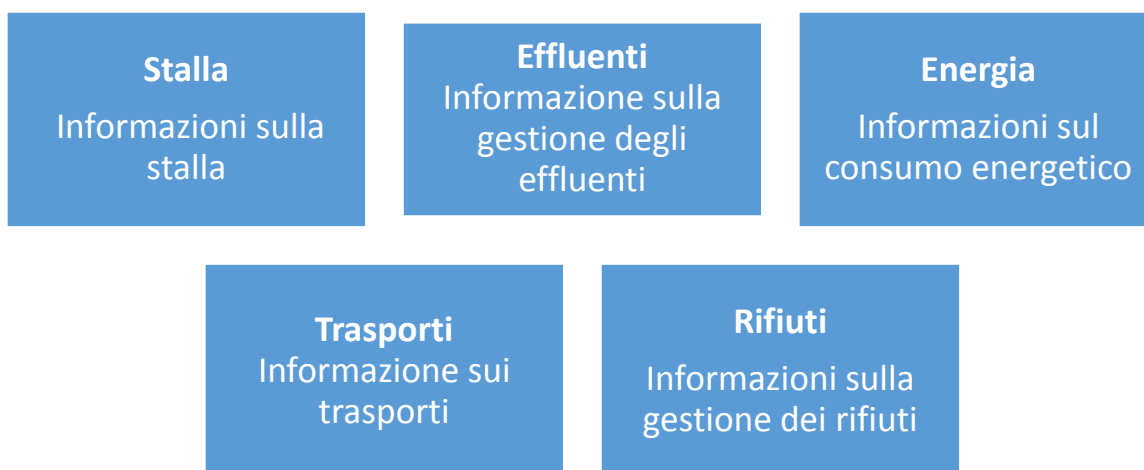 Stalla
Informazioni sulla
stalla
Effluenti
Informazione sulla
gestione degli
effluenti
Energia
Informazioni sul
consumo energetico
Trasporti
Informazione sui
trasporti
Rifiuti
Informazioni sulla
gestione dei rifiuti